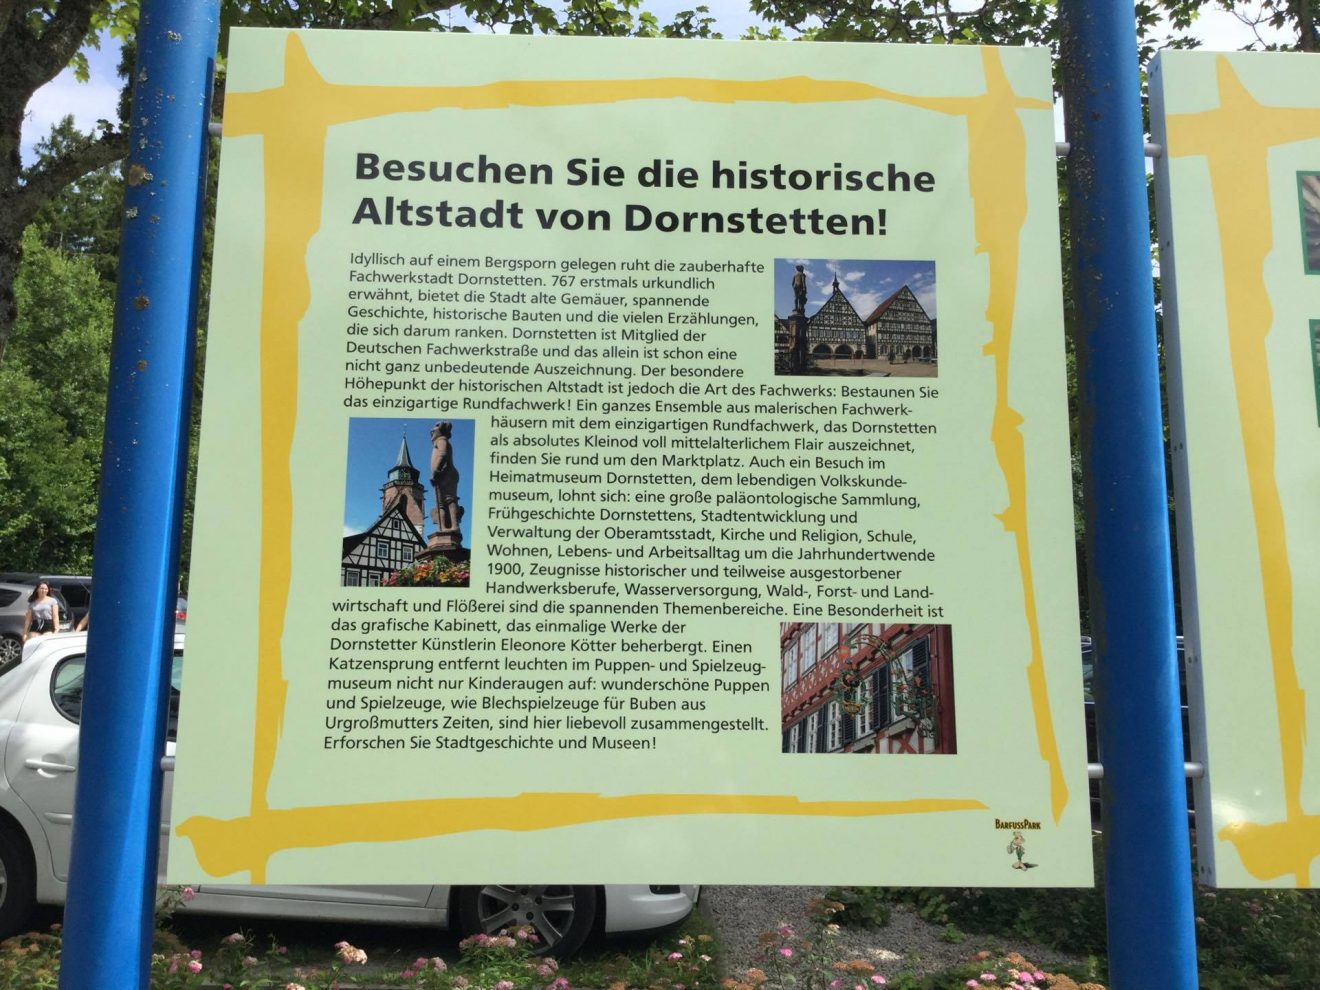 Besuchen Sie die historische
Altstadt von Dornstetten!
Idyllisch auf einem Bergsporn gelegen ruht die zauberhafte
Fachwerkstadt Dornstetten. 767 erstmals urkundlich
erwähnt, bietet die Stadt alte Gemäuer, spannende
Geschichte, historische Bauten und die vielen Erzählungen,
die sich darum ranken. Dornstetten ist Mitglied der
Deutschen Fachwerkstraße und das allein ist schon eine
nicht ganz unbedeutende Auszeichnung. Der besondere
Höhepunkt der historischen Altstadt ist jedoch die Art des Fachwerks: Bestaunen Sie
das einzigartige Rundfachwerk! Ein ganzes Ensemble aus malerischen Fachwerk-
häusern mit dem einzigartigen Rundfachwerk, das Dornstetten
als absolutes Kleinod voll mittelalterlichem Flair auszeichnet,
finden Sie rund um den Marktplatz. Auch ein Besuch im
Heimatmuseum Dornstetten, dem lebendigen Volkskunde-
museum, lohnt sich: eine große paläontologische Sammlung,
Frühgeschichte Dornstettens, Stadtentwicklung und
Verwaltung der Oberamtsstadt, Kirche und Religion, Schule,
Wohnen, Lebens- und Arbeitsalltag um die Jahrhundertwende
1900, Zeugnisse historischer und teilweise ausgestorbener
Handwerksberufe, Wasserversorgung, Wald-, Forst- und Land-
wirtschaft und Flößerei sind die spannenden Themenbereiche. Eine Besonderheit ist
das grafische Kabinett, das einmalige Werke der
Dornstetter Künstlerin Eleonore Kötter beherbergt. Einen
Katzensprung entfernt leuchten im Puppen- und Spielzeug-
museum nicht nur Kinderaugen auf: wunderschöne Puppen
und Spielzeuge, wie Blechspielzeuge für Buben aus
Urgroßmutters Zeiten, sind hier liebevoll zusammengestellt.
Erforschen Sie Stadtgeschichte und Museen!
BARFUSSPARK